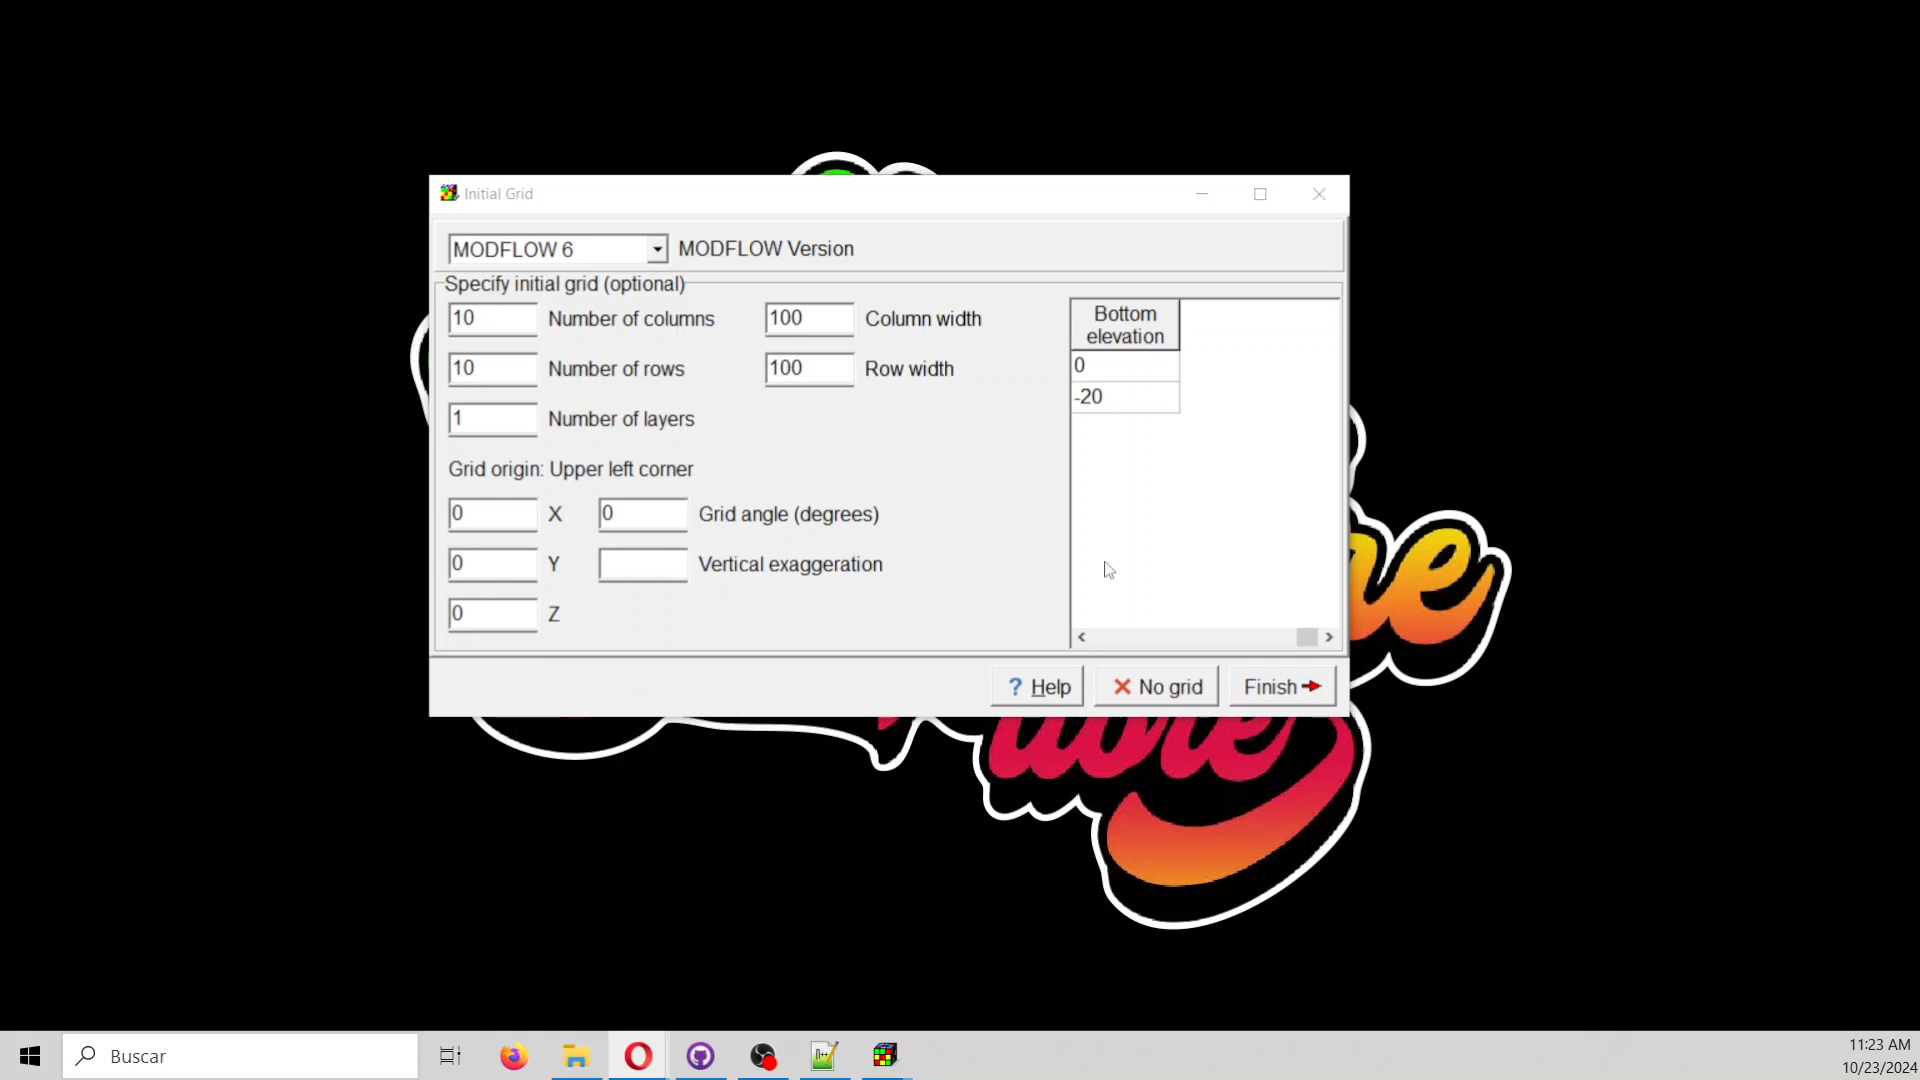 Initial Grid
MODFLOW 6 MODFLOW Version
Specify initial grid (optional)
10 Number of columns 100 Column width
10 Number of rows 100 Row width
1 Number of layers
Grid origin: Upper left corner
0 X 0 Grid angle (degrees)
0 Y Vertical exaggeration
0 Z
Bottom
elevation
0
-20
? Help No grid Finish
Buscar
11:23 AM
10/23/2024